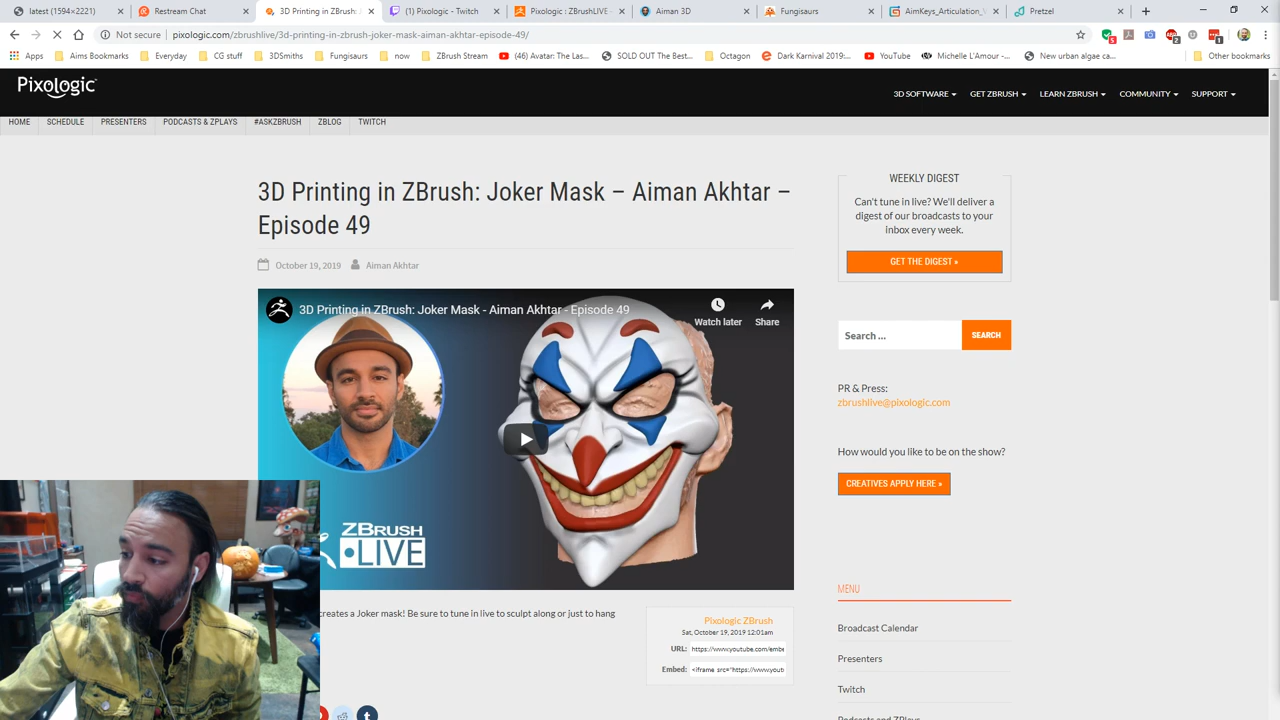 latest (1594×2221)
Restream Chat
3D Printing in ZBrush: Joker Mask
(1) Pixologic - Twitch
Pixologic : ZBrushLIVE -
Aiman 3D
Fungisaurs
AimKeys_Articulation_
Pretzel
Not secure
pixologic.com/zbrushlive/3d-printing-in-zbrush-joker-mask-aiman-akhtar-episode-49/
Apps
Aims Bookmarks
Everyday
CG stuff
3DSmiths
Fungisaurs
now
ZBrush Stream
(46) Avatar: The Las...
SOLD OUT The Best...
Octagon
Dark Karnival 2019:...
YouTube
Michelle L'Amour -...
New urban algae ca...
Other bookmarks
Pixologic
3D SOFTWARE
GET ZBRUSH
LEARN ZBRUSH
COMMUNITY
SUPPORT
HOME
SCHEDULE
PRESENTERS
PODCASTS & ZPLAYS
#ASKZBRUSH
ZBLOG
TWITCH
3D Printing in ZBrush: Joker Mask – Aiman Akhtar –
Episode 49
October 19, 2019
Aiman Akhtar
3D Printing in ZBrush: Joker Mask - Aiman Akhtar - Episode 49
Watch later
Share
ZBRUSH
LIVE
creates a Joker mask! Be sure to tune in live to sculpt along or just to hang
Pixologic ZBrush
Sat, October 19, 2019 12:01am
URL:
https://www.youtube.com/embe
Embed:
<iframe src="https://www.yout
WEEKLY DIGEST
Can't tune in live? We'll deliver a
digest of our broadcasts to your
inbox every week.
GET THE DIGEST »
Search ...
SEARCH
PR & Press:
zbrushlive@pixologic.com
How would you like to be on the show?
CREATIVES APPLY HERE »
MENU
Broadcast Calendar
Presenters
Twitch
Podcasts and ZPlays